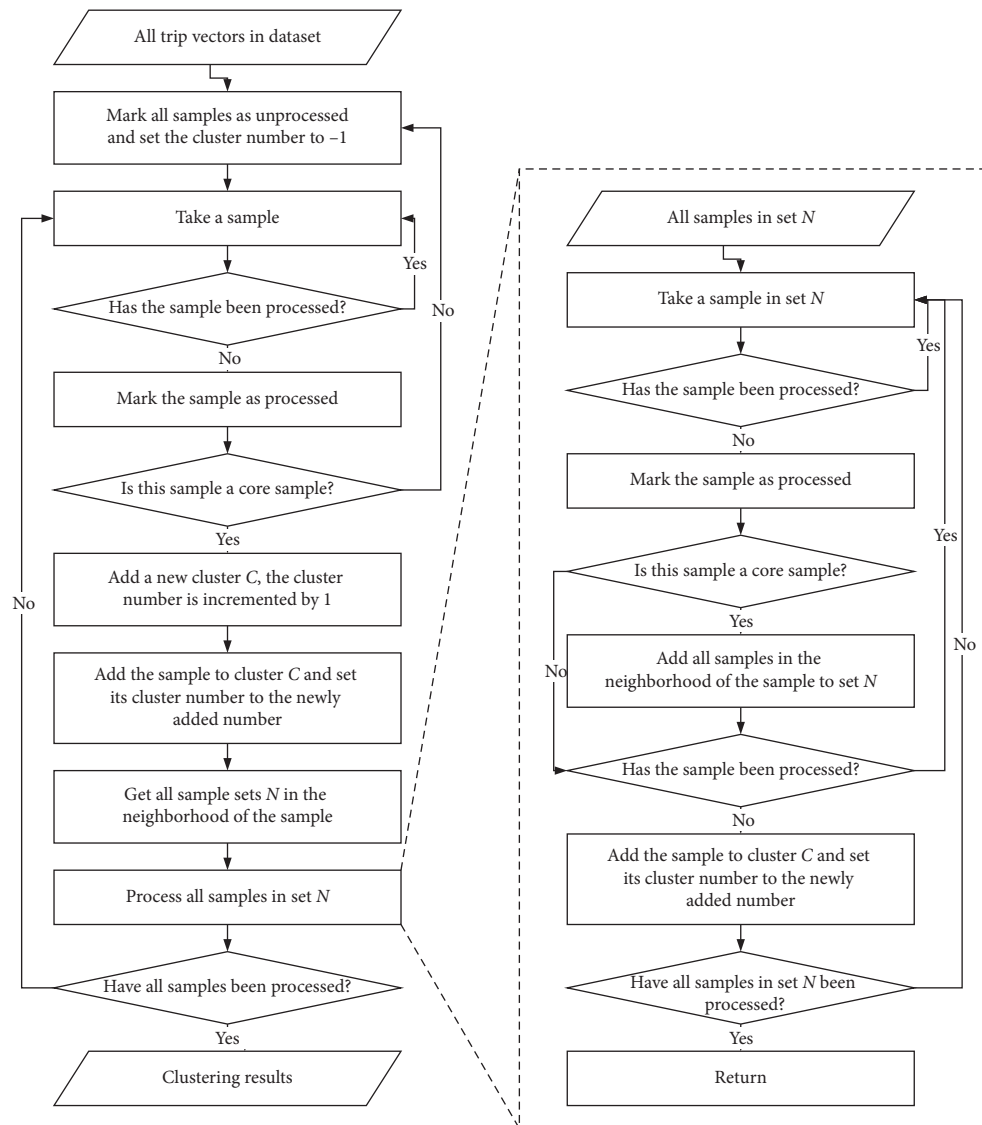 All trip vectors in dataset
Mark all samples as unprocessed
and set the cluster number to –1
Take a sample
Yes
Has the sample been processed?
No
No
Mark the sample as processed
Is this sample a core sample?
Yes
Add a new cluster C, the cluster
number is incremented by 1
No
Add the sample to cluster C and set
its cluster number to the newly
added number
Get all sample sets N in the
neighborhood of the sample
Process all samples in set N
Have all samples been processed?
Yes
Clustering results
All samples in set N
Take a sample in set N
Yes
Has the sample been processed?
No
Mark the sample as processed
Yes
Is this sample a core sample?
Yes
No
No
Add all samples in the
neighborhood of the sample to set N
Has the sample been processed?
No
Add the sample to cluster C and set
its cluster number to the newly
added number
Have all samples in set N been
processed?
Yes
Return